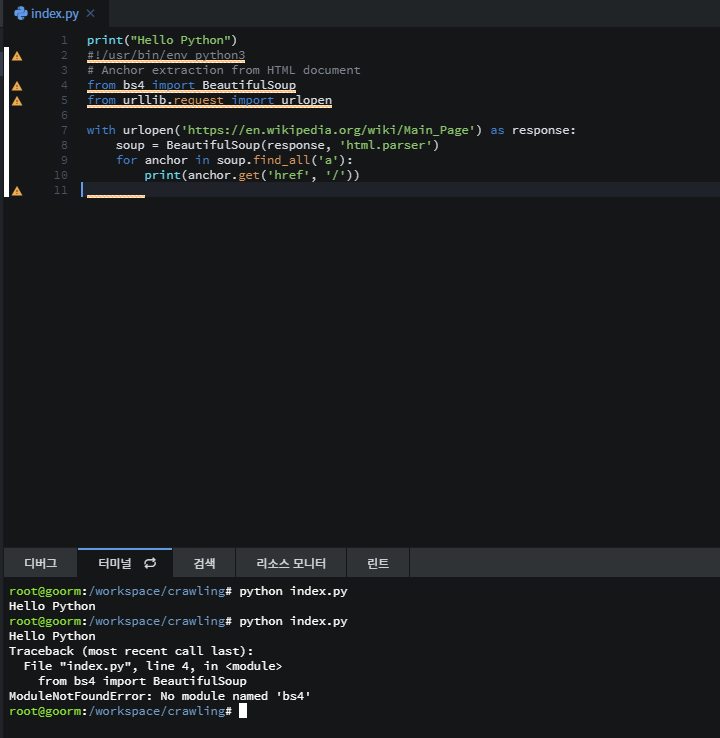 index.py
1 print("Hello Python")
2 #!/usr/bin/env python3
3 # Anchor extraction from HTML document
4 from bs4 import BeautifulSoup
5 from urllib.request import urlopen
6
7 with urlopen('https://en.wikipedia.org/wiki/Main_Page') as response:
8     soup = BeautifulSoup(response, 'html.parser')
9     for anchor in soup.find_all('a'):
10         print(anchor.get('href', '/'))
11
디버그 터미널 검색 리소스 모니터 린트
root@goorm:/workspace/crawling# python index.py
Hello Python
root@goorm:/workspace/crawling# python index.py
Hello Python
Traceback (most recent call last):
  File "index.py", line 4, in <module>
    from bs4 import BeautifulSoup
ModuleNotFoundError: No module named 'bs4'
root@goorm:/workspace/crawling#